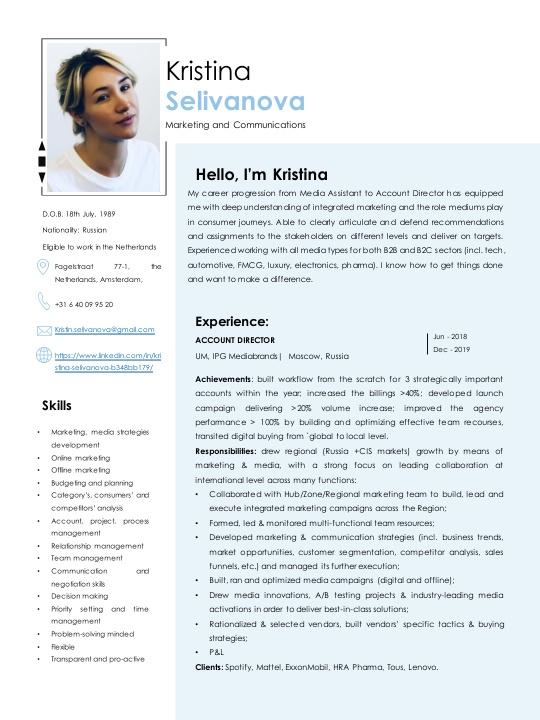 Kristina
Selivanova
Marketing and Communications
D.O.B. 18th July, 1989
Nationality: Russian
Eligible to work in the Netherlands
Fagelstraat 77-1, the
Netherlands, Amsterdam,
+31 6 40 09 95 20
Kristin.selivanova@gmail.com
https://www.linkedin.com/in/kri
stina-selivanova-b348bb179/
Skills
• Marketing, media strategies
development
• Online marketing
• Offline marketing
• Budgeting and planning
• Category's, consumers' and
competitors' analysis
• Account, project, process
management
• Relationship management
• Team management
• Communication and
negotiation skills
• Decision making
• Priority setting and time
management
• Problem-solving minded
• Flexible
• Transparent and pro-active
Hello, I'm Kristina
My career progression from Media Assistant to Account Director has equipped
me with deep understanding of integrated marketing and the role mediums play
in consumer journeys. Able to clearly articulate and defend recommendations
and assignments to the stakeholders on different levels and deliver on targets.
Experienced working with all media types for both B2B and B2C sectors (incl. tech,
automotive, FMCG, luxury, electronics, pharma). I know how to get things done
and want to make a difference.
Experience:
ACCOUNT DIRECTOR
UM, IPG Mediabrands| Moscow, Russia
Jun - 2018
Dec - 2019
Achievements: built workflow from the scratch for 3 strategically important
accounts within the year; increased the billings >40%; developed launch
campaign delivering >20% volume increase; improved the agency
performance > 100% by building and optimizing effective team recourses,
transited digital buying from `global to local level.
Responsibilities: drew regional (Russia +CIS markets) growth by means of
marketing & media, with a strong focus on leading collaboration at
international level across many functions:
• Collaborated with Hub/Zone/Regional marketing team to build, lead and
execute integrated marketing campaigns across the Region;
• Formed, led & monitored multi-functional team resources;
• Developed marketing & communication strategies (incl. business trends,
market opportunities, customer segmentation, competitor analysis, sales
funnels, etc.) and managed its further execution;
• Built, ran and optimized media campaigns (digital and offline);
• Drew media innovations, A/B testing projects & industry-leading media
activations in order to deliver best-in-class solutions;
• Rationalized & selected vendors, built vendors' specific tactics & buying
strategies;
• P&L
Clients: Spotify, Mattel, ExxonMobil, HRA Pharma, Tous, Lenovo.